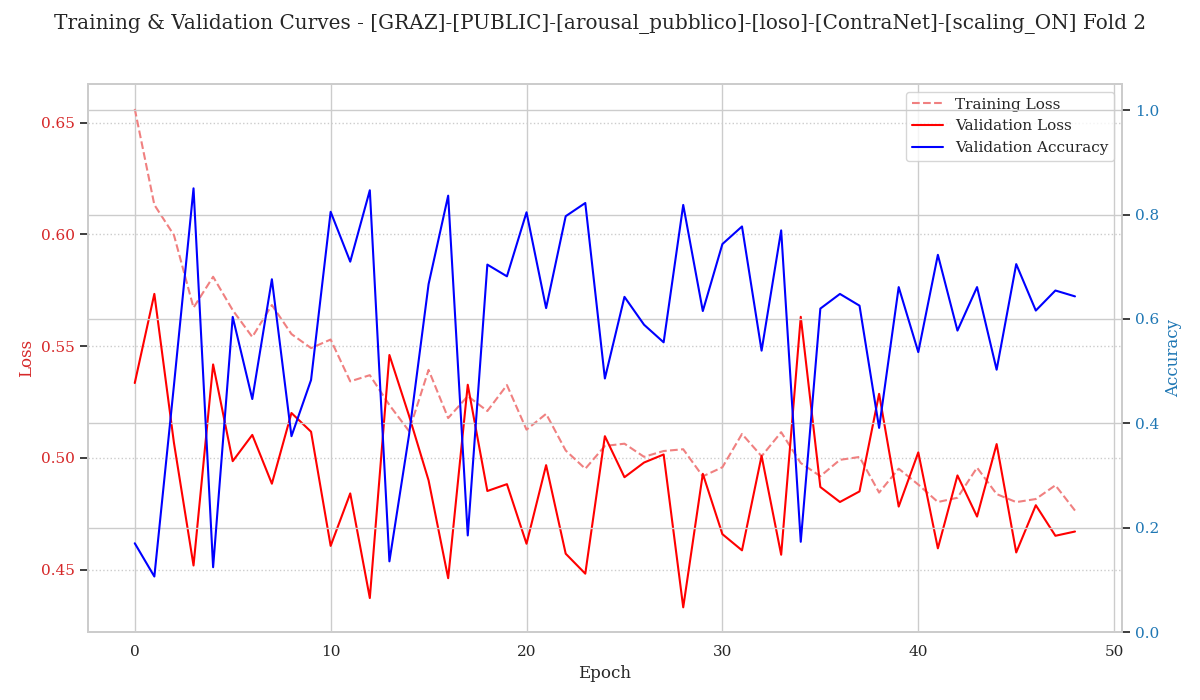 Training & Validation Curves - [GRAZ]-[PUBLIC]-[arousal_pubblico]-[loso]-[ContraNet]-[scaling_ON] Fold 2
Training Loss
Validation Loss
Validation Accuracy
0.65
0.60
0.55
0.50
0.45
Loss
1.0
0.8
0.6
0.4
0.2
0.0
Accuracy
0
10
20
30
40
50
Epoch